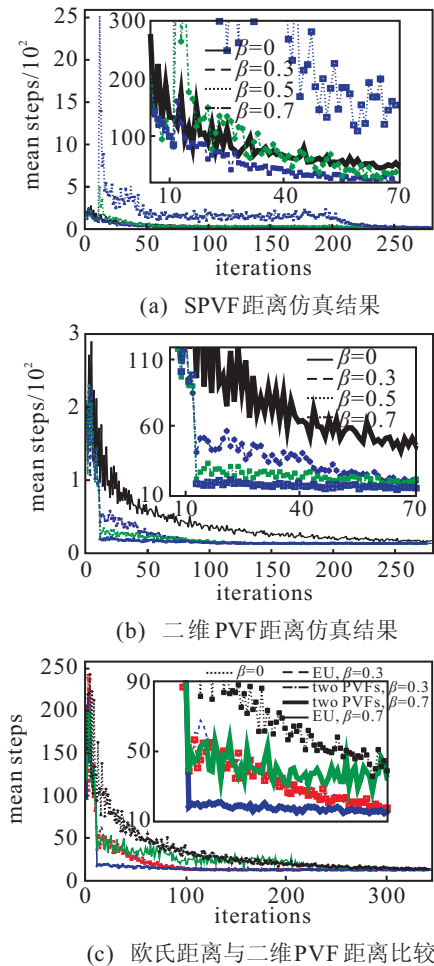 25
20
15
10
5
0
mean steps/10²
300
200
100
10 40 70
β=0
β=0.3
β=0.5
β=0.7
0 50 100 150 200 250
iterations
(a) SPVF距离仿真结果
3
2
1
0
mean steps/10²
110
60
10
10 40 70
β=0
β=0.3
β=0.5
β=0.7
0 50 100 150 200 250
iterations
(b) 二维PVF距离仿真结果
250
200
150
100
50
0
mean steps
90
50
10
β=0
EU, β=0.3
two PVFs, β=0.3
two PVFs, β=0.7
EU, β=0.7
0 100 200 300
iterations
(c) 欧氏距离与二维PVF距离比较